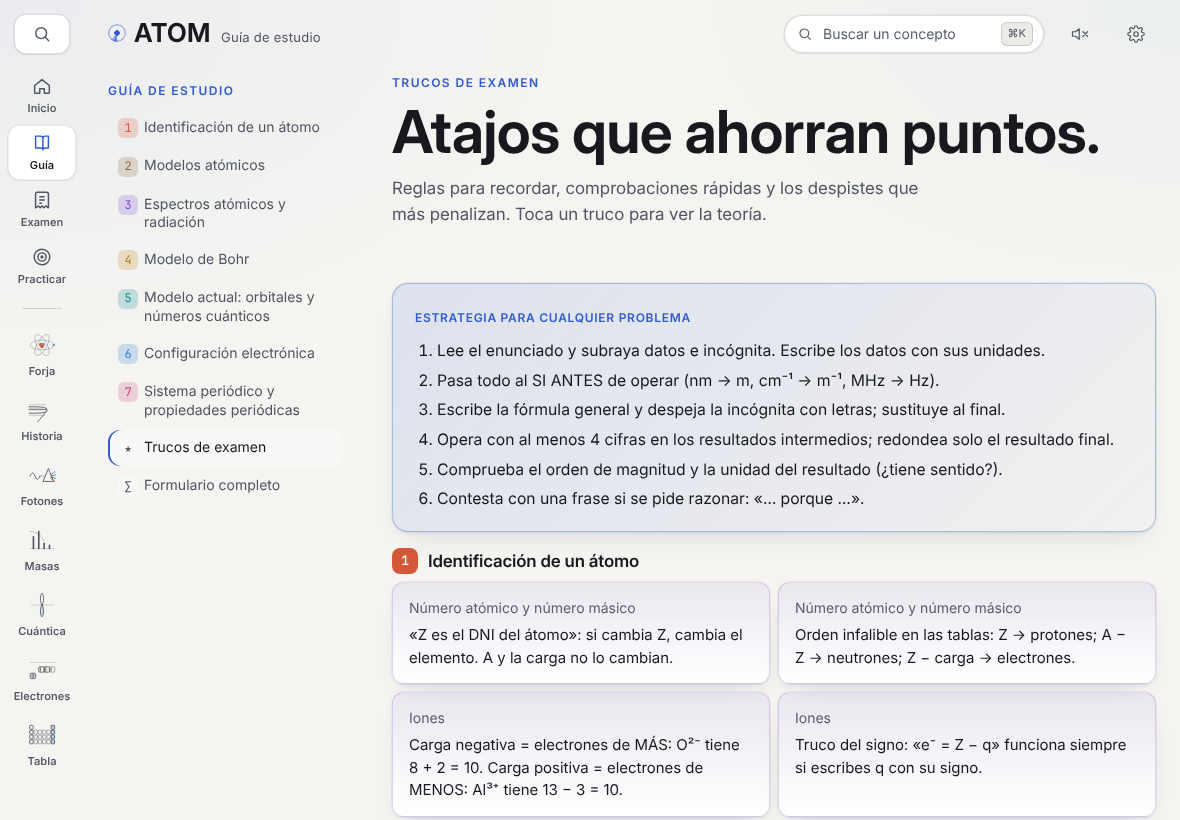 ATOM Guía de estudio
Buscar un concepto ⌘K
Inicio
Guía
Examen
Practicar
Forja
Historia
Fotones
Masas
Cuántica
Electrones
Tabla
GUÍA DE ESTUDIO
1 Identificación de un átomo
2 Modelos atómicos
3 Espectros atómicos y
radiación
4 Modelo de Bohr
5 Modelo actual: orbitales y
números cuánticos
6 Configuración electrónica
7 Sistema periódico y
propiedades periódicas
⋆ Trucos de examen
∑ Formulario completo
TRUCOS DE EXAMEN
Atajos que ahorran puntos.
Reglas para recordar, comprobaciones rápidas y los despistes que
más penalizan. Toca un truco para ver la teoría.
ESTRATEGIA PARA CUALQUIER PROBLEMA
1. Lee el enunciado y subraya datos e incógnita. Escribe los datos con sus unidades.
2. Pasa todo al SI ANTES de operar (nm → m, cm⁻¹ → m⁻¹, MHz → Hz).
3. Escribe la fórmula general y despeja la incógnita con letras; sustituye al final.
4. Opera con al menos 4 cifras en los resultados intermedios; redondea solo el resultado final.
5. Comprueba el orden de magnitud y la unidad del resultado (¿tiene sentido?).
6. Contesta con una frase si se pide razonar: «… porque …».
1 Identificación de un átomo
Número atómico y número másico
«Z es el DNI del átomo»: si cambia Z, cambia el
elemento. A y la carga no lo cambian.
Número atómico y número másico
Orden infalible en las tablas: Z → protones; A −
Z → neutrones; Z − carga → electrones.
Iones
Carga negativa = electrones de MÁS: O²⁻ tiene
8 + 2 = 10. Carga positiva = electrones de
MENOS: Al³⁺ tiene 13 − 3 = 10.
Iones
Truco del signo: «e⁻ = Z − q» funciona siempre
si escribes q con su signo.